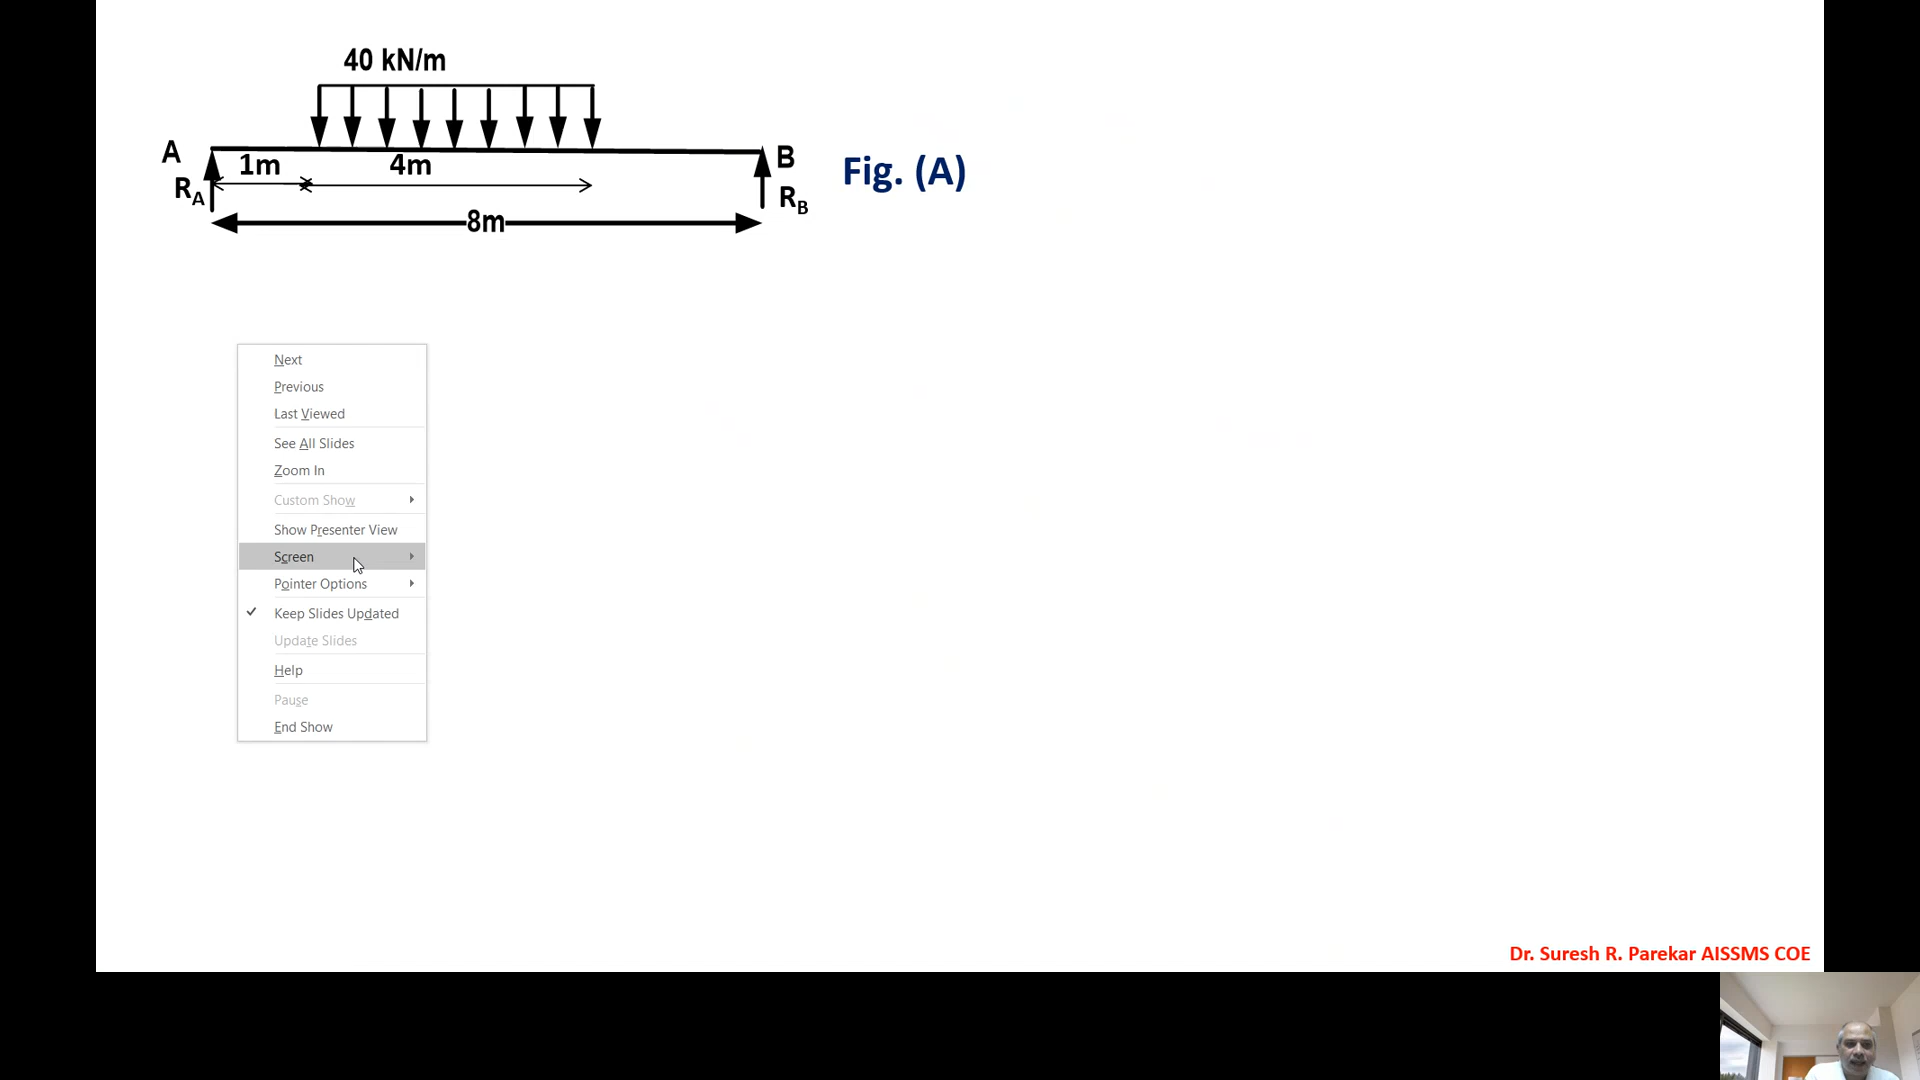 40 kN/m
A
1m
4m
B
Fig. (A)
RA
RB
8m
Next
Previous
Last Viewed
See All Slides
Zoom In
Custom Show
Show Presenter View
Screen
Pointer Options
Keep Slides Updated
Update Slides
Help
Pause
End Show
Dr. Suresh R. Parekar AISSMS COE